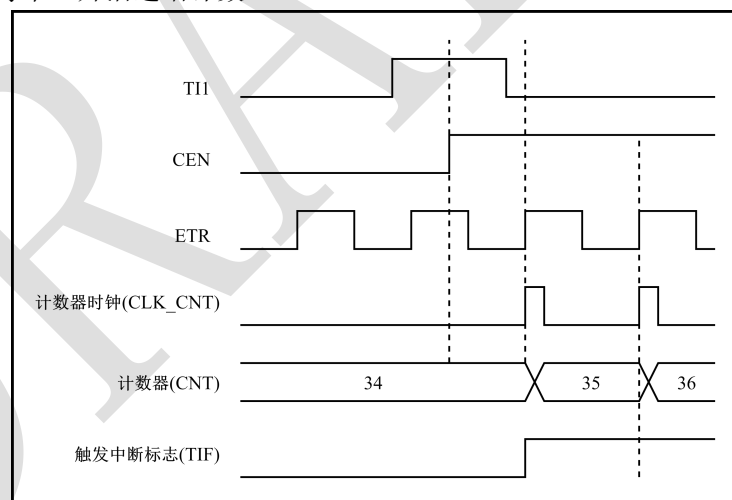 TI1
CEN
ETR
计数器时钟(CLK_CNT)
计数器(CNT)
34
35
36
触发中断标志(TIF)